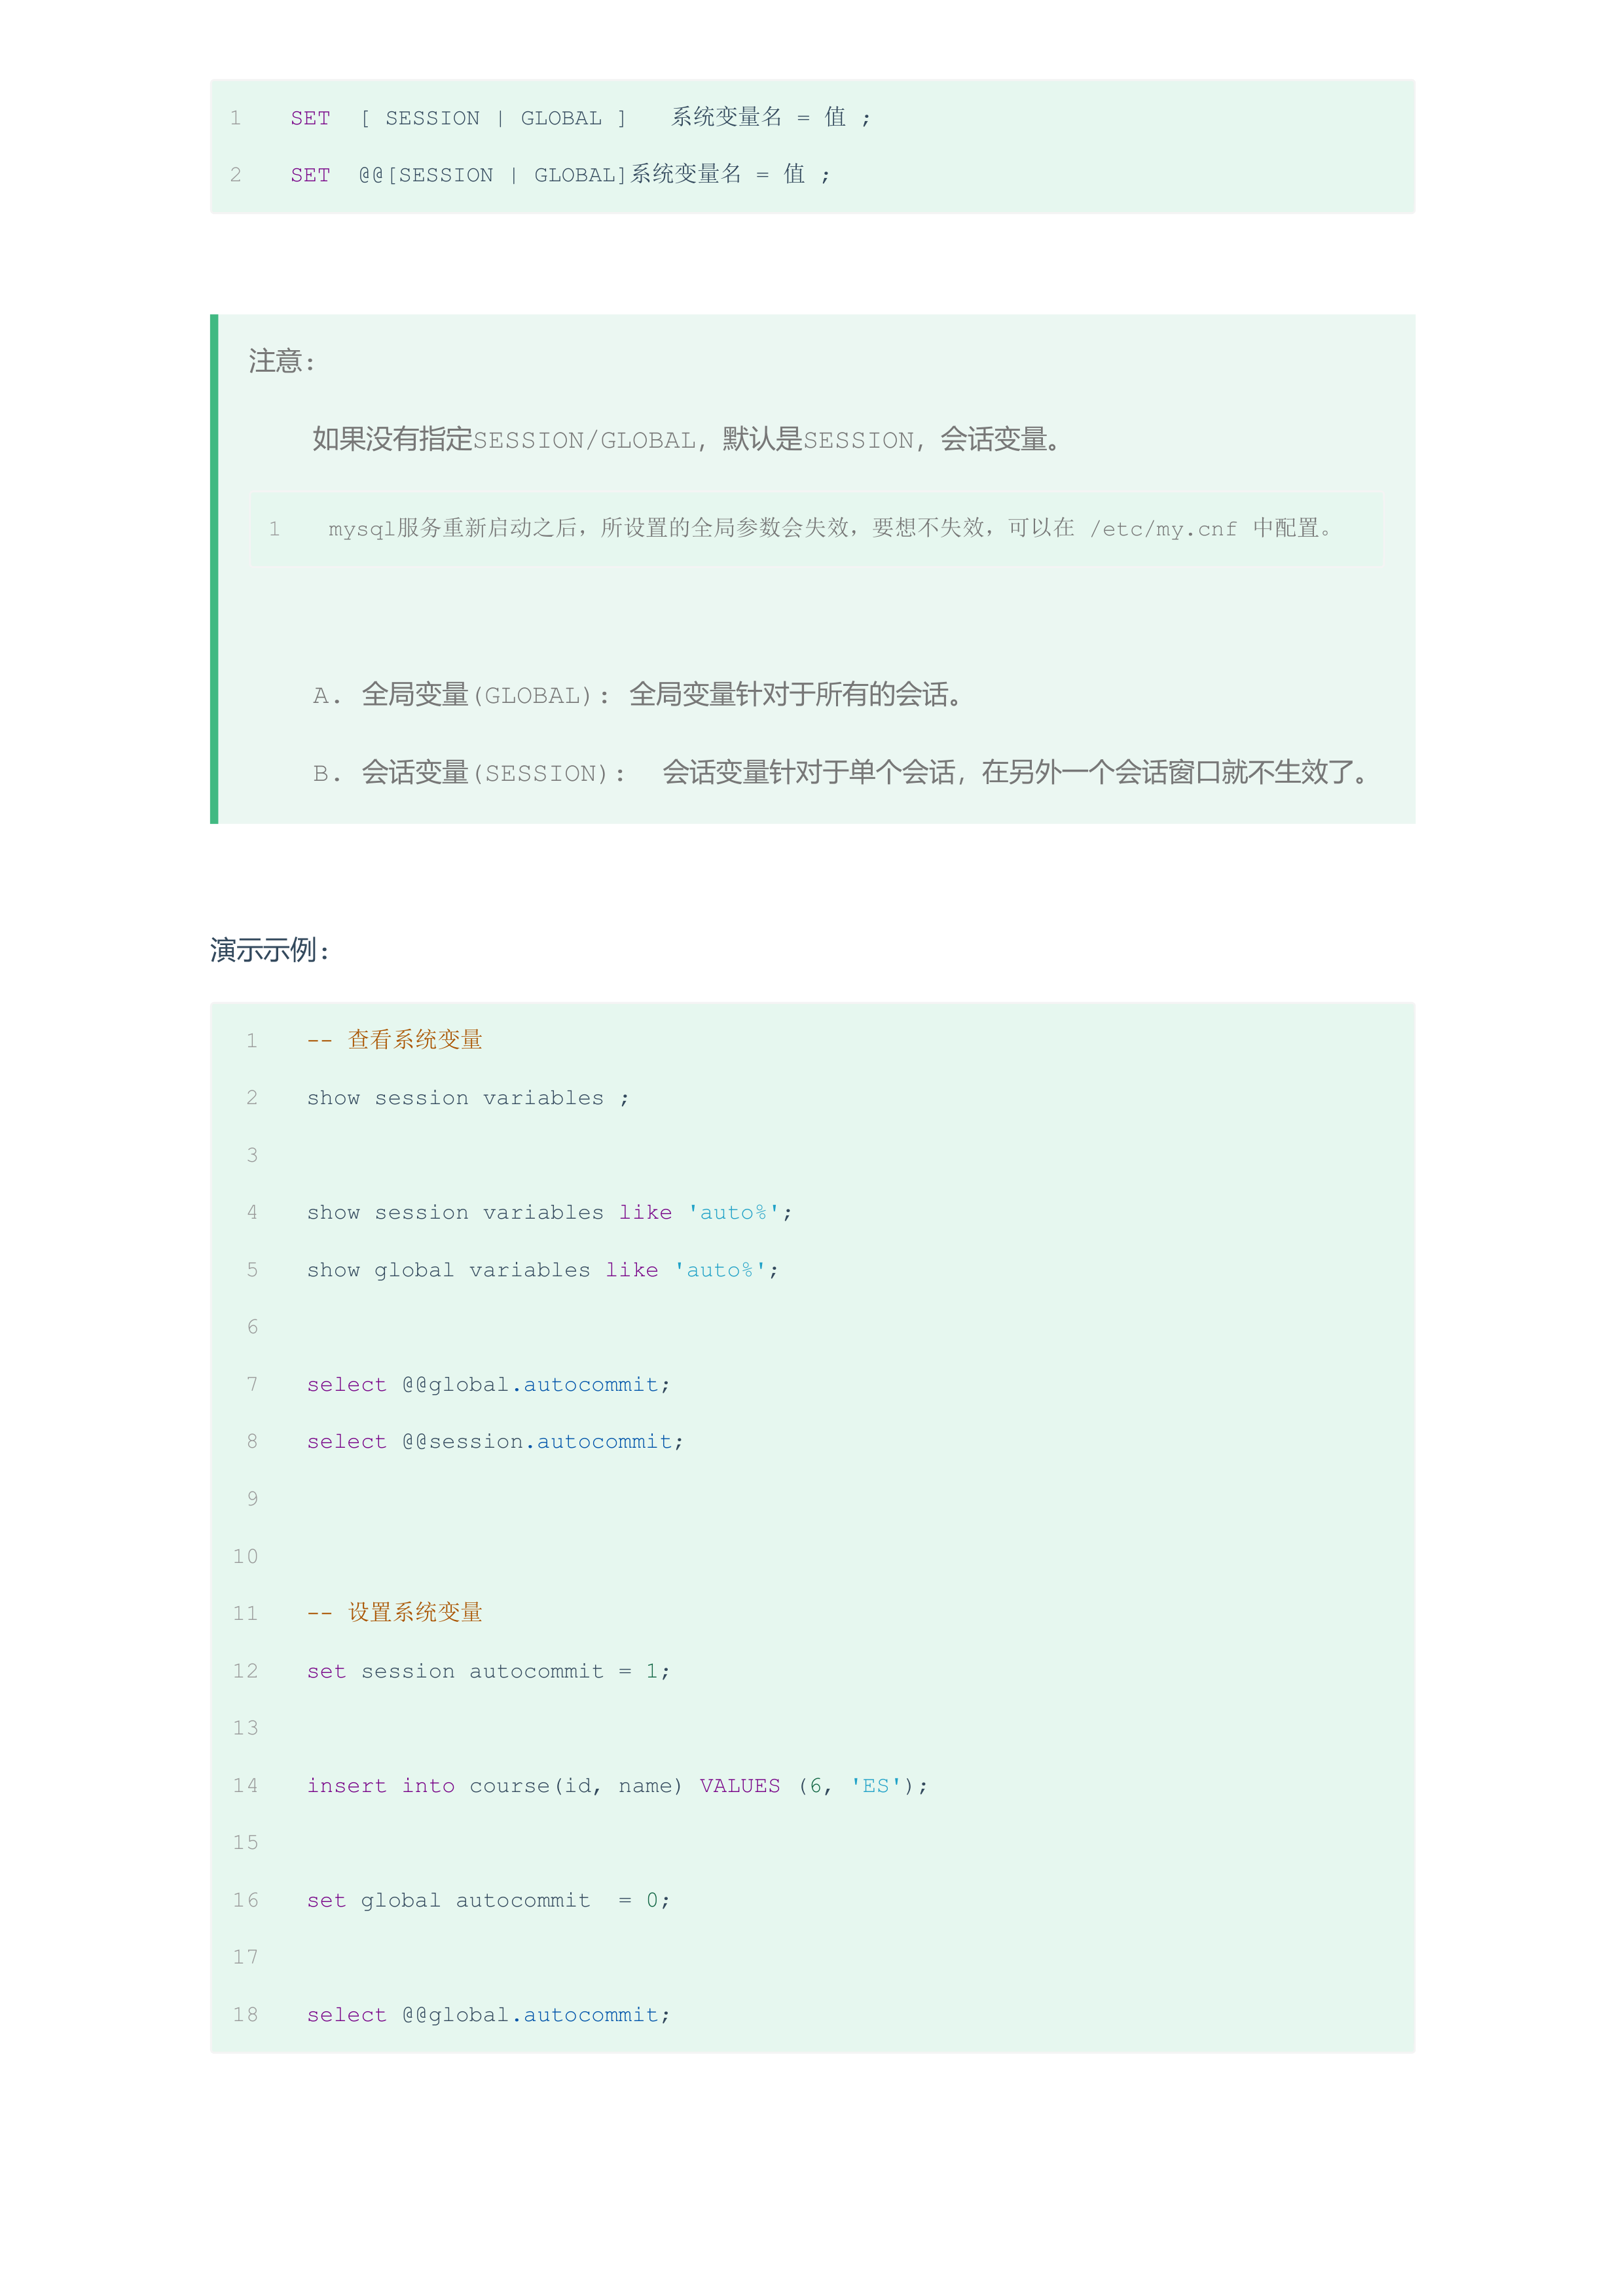 1 SET [ SESSION | GLOBAL ] 系统变量名 = 值 ;
2 SET @@[SESSION | GLOBAL]系统变量名 = 值 ;
注意:
如果没有指定SESSION/GLOBAL，默认是SESSION，会话变量。
1 mysql服务重新启动之后，所设置的全局参数会失效，要想不失效，可以在 /etc/my.cnf 中配置。
A. 全局变量(GLOBAL): 全局变量针对于所有的会话。
B. 会话变量(SESSION): 会话变量针对于单个会话，在另外一个会话窗口就不生效了。
演示示例:
1 -- 查看系统变量
2 show session variables ;
3
4 show session variables like 'auto%';
5 show global variables like 'auto%';
6
7 select @@global.autocommit;
8 select @@session.autocommit;
9
10
11 -- 设置系统变量
12 set session autocommit = 1;
13
14 insert into course(id, name) VALUES (6, 'ES');
15
16 set global autocommit  = 0;
17
18 select @@global.autocommit;